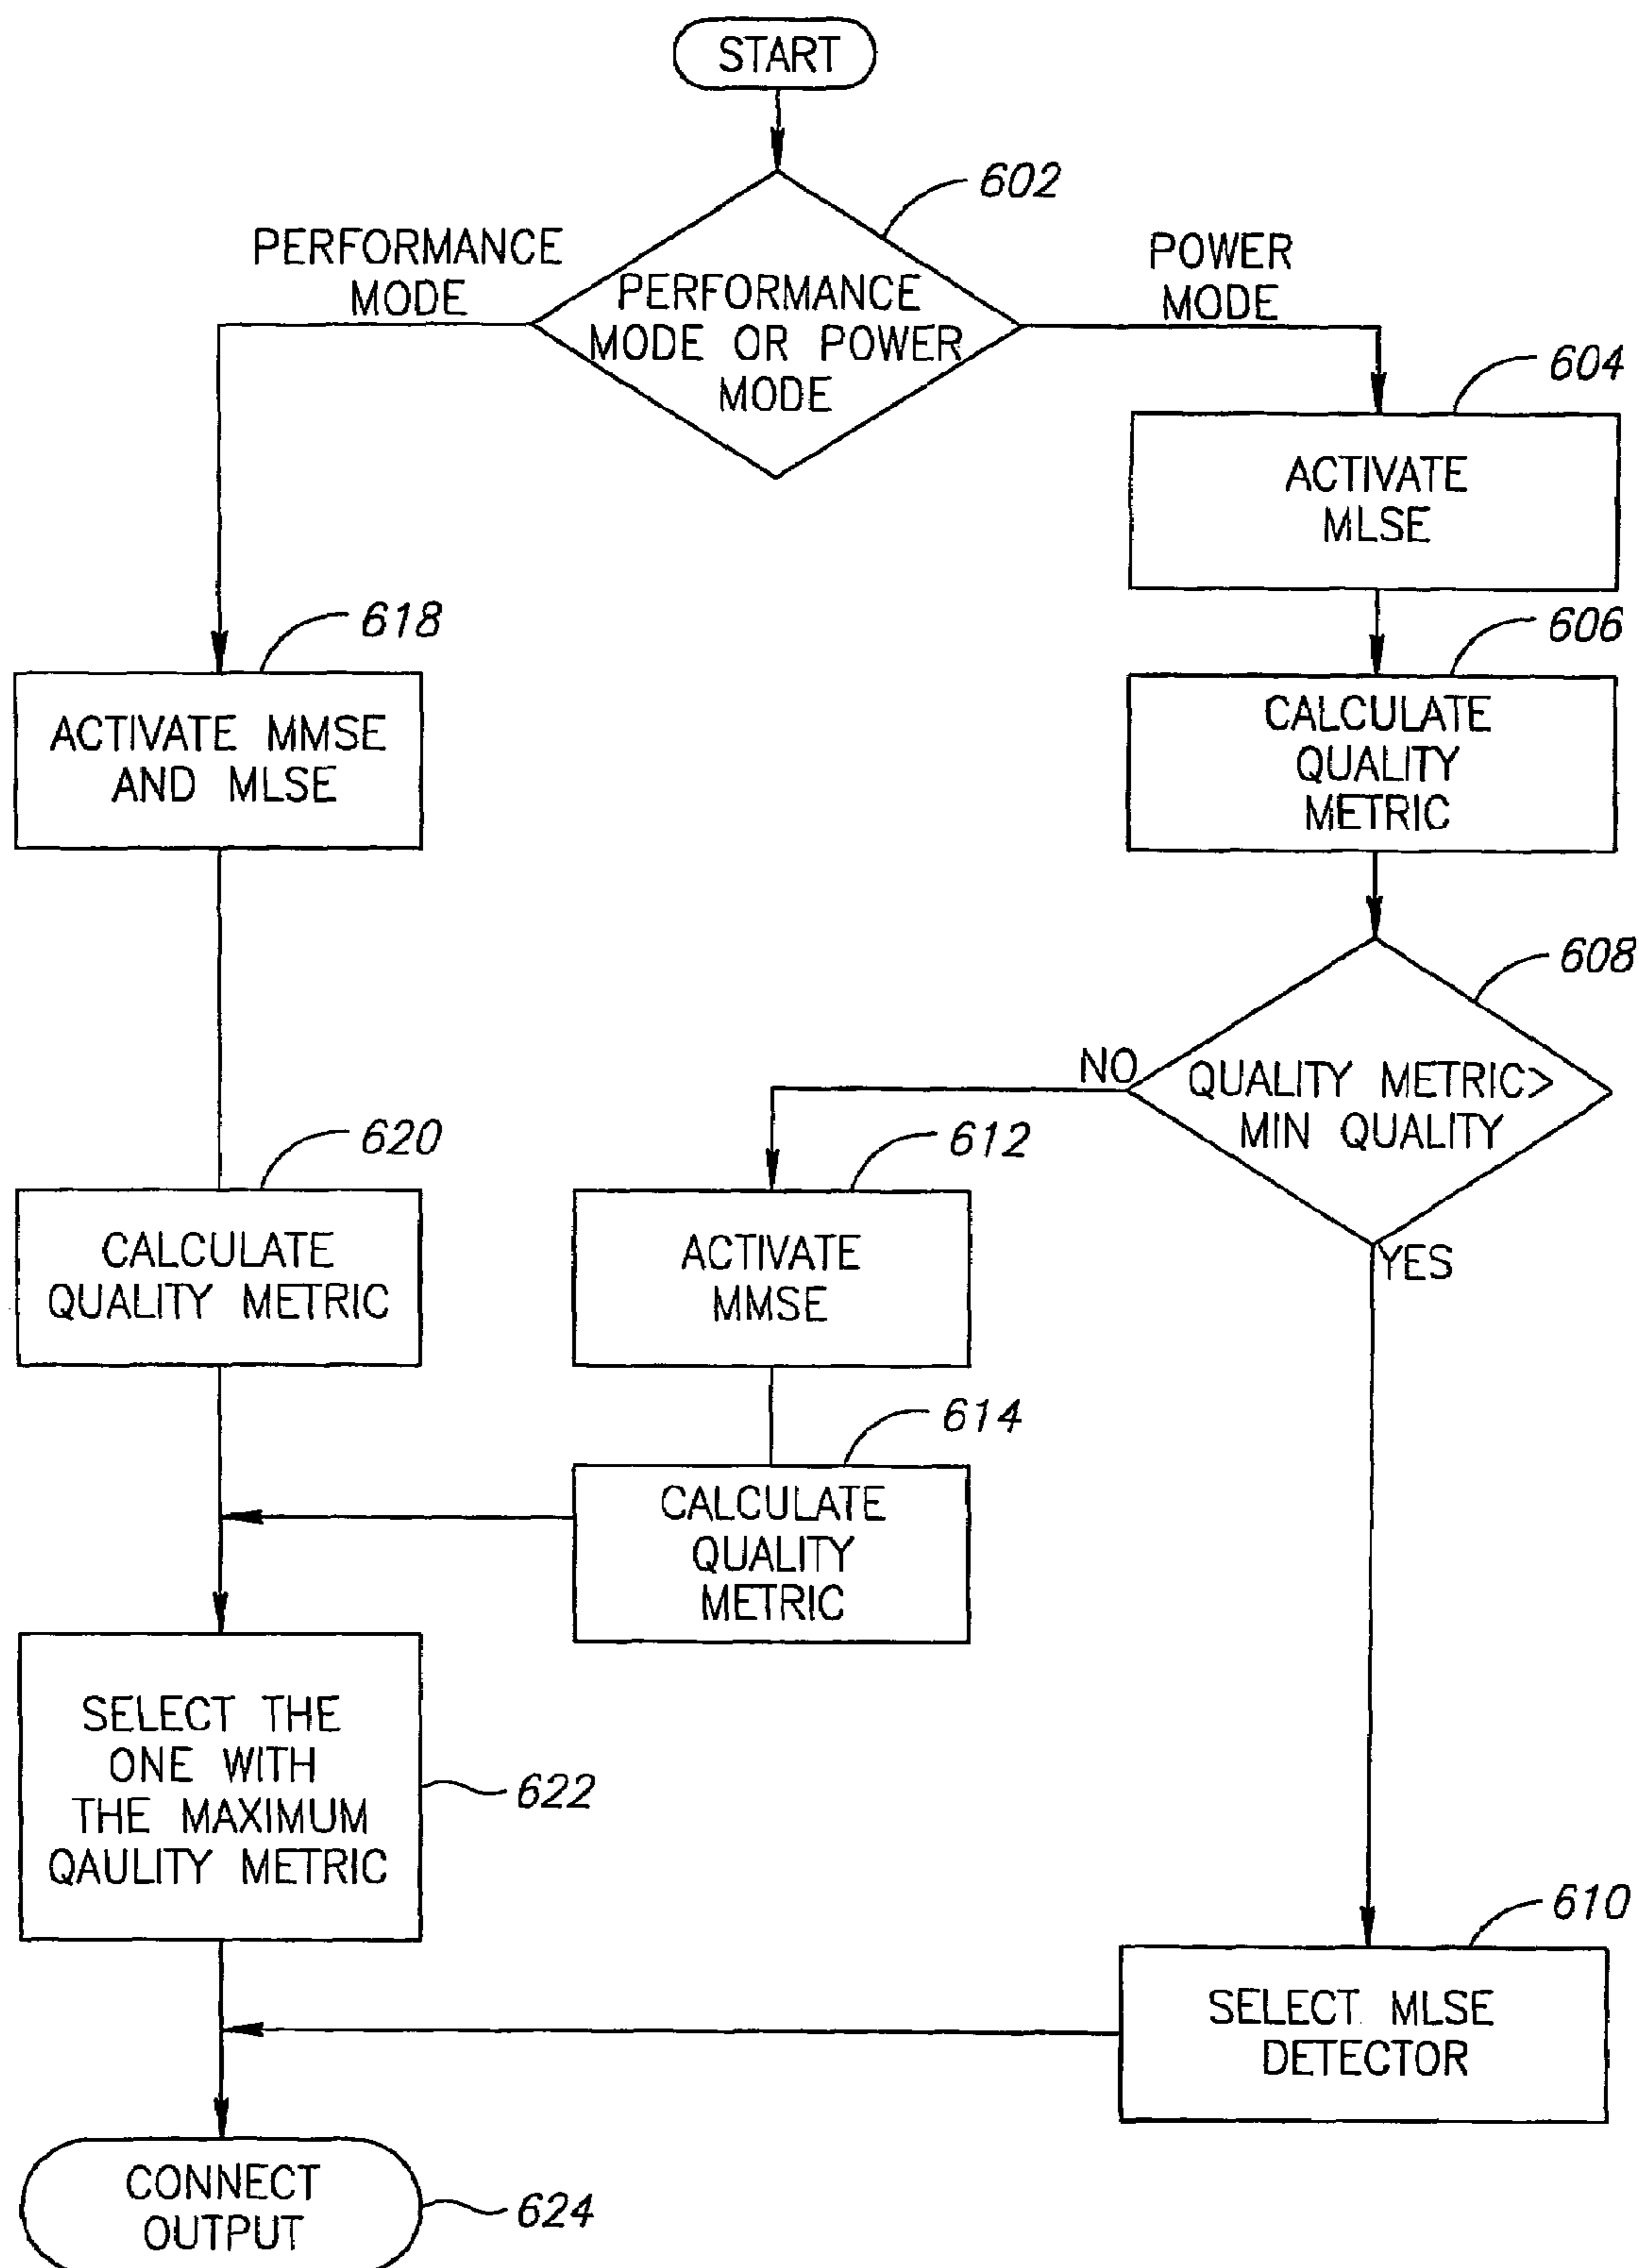 START
602
PERFORMANCE
MODE
POWER
MODE
PERFORMANCE
MODE OR POWER
MODE
604
ACTIVATE
MLSE
618
606
ACTIVATE MMSE
AND MLSE
CALCULATE
QUALITY
METRIC
608
NO
QUALITY METRIC>
MIN QUALITY
YES
620
612
CALCULATE
QUALITY METRIC
ACTIVATE
MMSE
614
CALCULATE
QUALITY
METRIC
SELECT THE
ONE WITH
THE MAXIMUM
QAULITY METRIC
622
610
SELECT MLSE
DETECTOR
CONNECT
OUTPUT
624